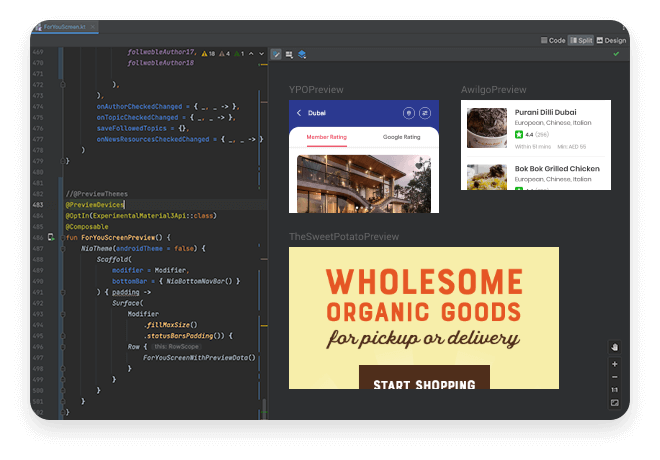 ForYouScreen.kt
Code Split Design
469 follwableAuthor17, 18 4 1
470 follwableAuthor18
471
472 ),
473 ),
474 onAuthorCheckedChanged = { _, _ -> },
475 onTopicCheckedChanged = { _, _ -> },
476 saveFollowedTopics = {},
477 onNewsResourcesCheckedChanged = { _, _ ->
478 )
479 }
480
481
482 //@PreviewThemes
483 @PreviewDevices
484 @OptIn(ExperimentalMaterial3Api::class)
485 @Composable
486 fun ForYouScreenPreview() {
487 NiaTheme(androidTheme = false) {
488 Scaffold(
489 modifier = Modifier,
490 bottomBar = { NiaBottomNavBar() }
491 ) { padding ->
492 Surface(
493 Modifier
494 .fillMaxSize()
495 .statusBarsPadding()) {
496 Row { this:RowScope
497 ForYouScreenWithPreviewData()
498 }
499 }
500 }
501 }
502 }
YPOPreview
Dubai
Member Rating Google Rating
AwilgoPreview
Purani Dilli Dubai
European, Chinese, Italian
4.4 (256)
Within 51 mins Min AED 55
Bok Bok Grilled Chicken
European, Chinese, Italian
TheSweetPotatoPreview
WHOLESOME
ORGANIC GOODS
for pickup or delivery
START SHOPPING
1:1